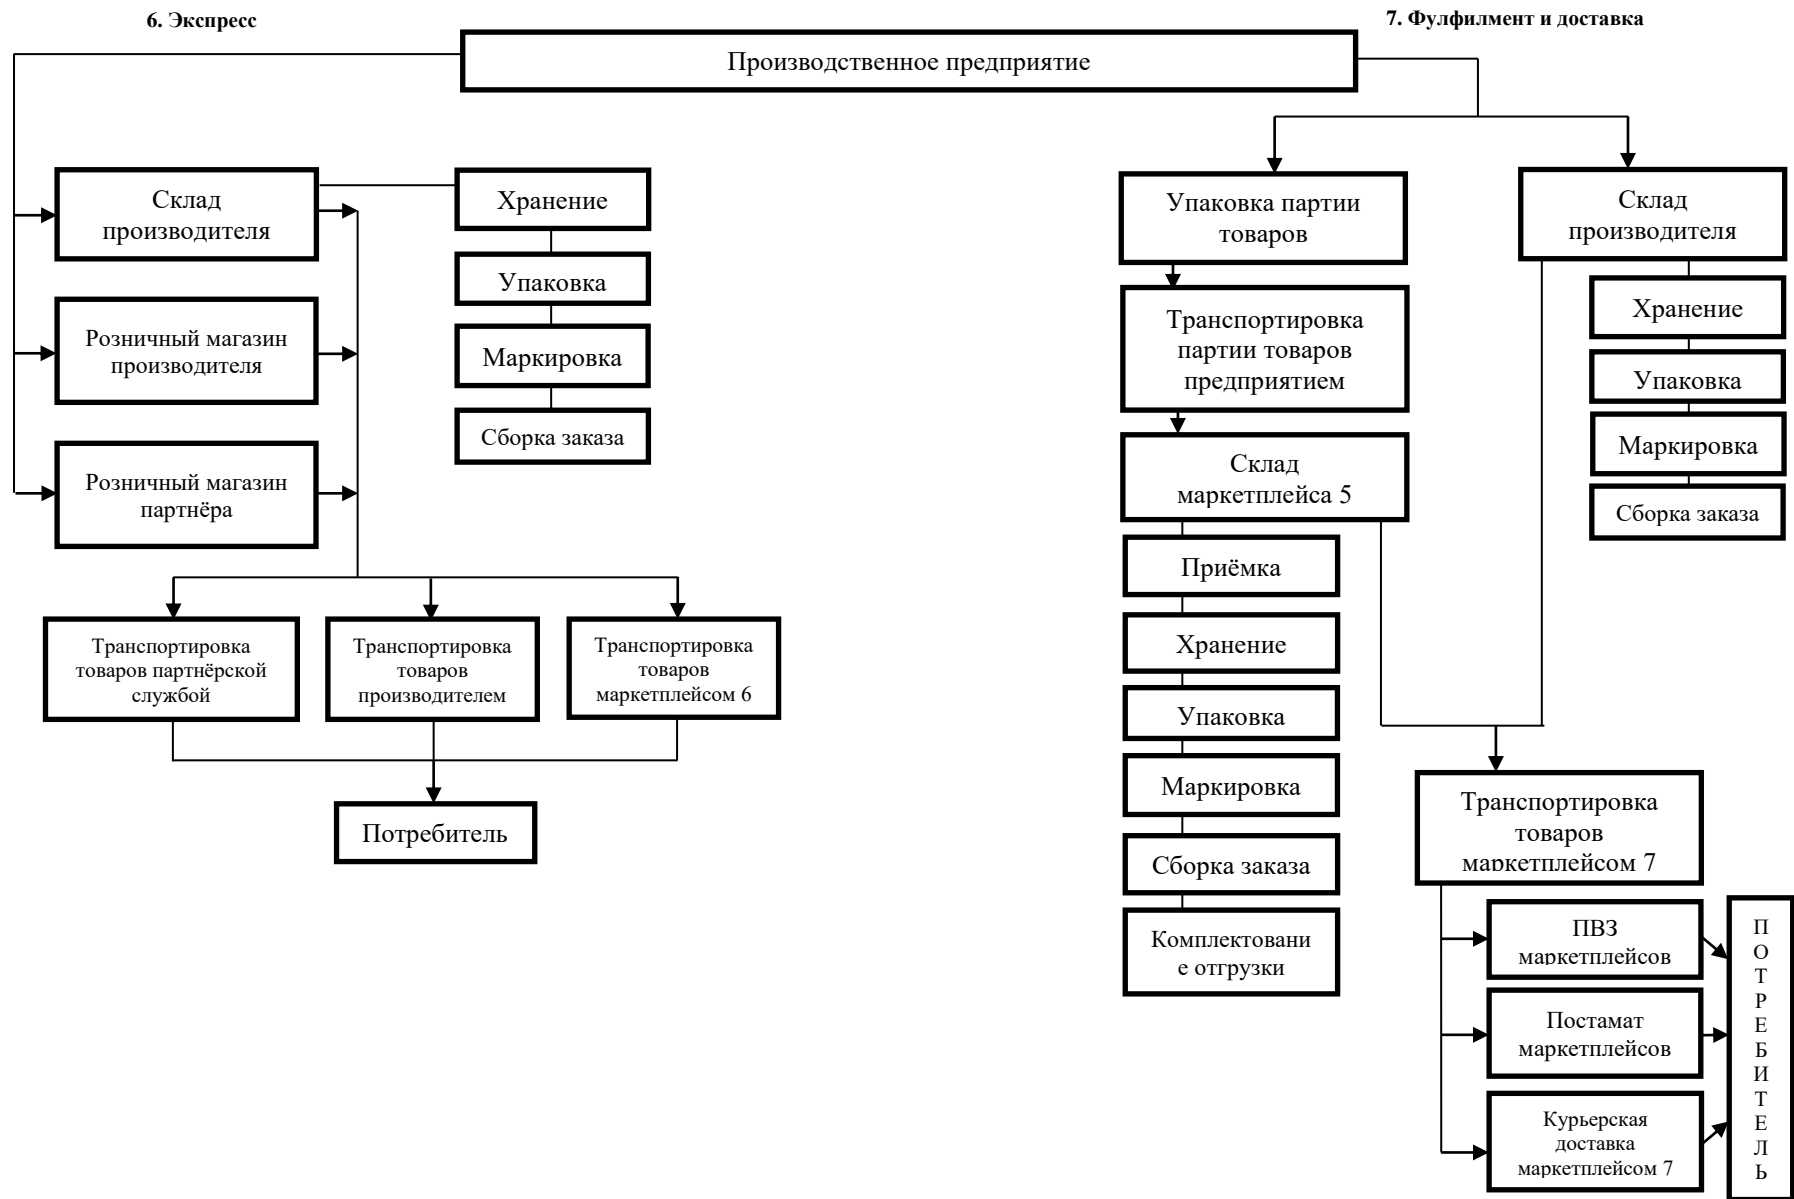 6. Экспресс
7. Фулфилмент и доставка
Производственное предприятие
Склад
производителя
Хранение
Упаковка
Маркировка
Сборка заказа
Розничный магазин
производителя
Розничный магазин
партнёра
Транспортировка
товаров партнёрской
службой
Транспортировка
товаров
производителем
Транспортировка
товаров
маркетплейсом 6
Потребитель
Упаковка партии
товаров
Транспортировка
партии товаров
предприятием
Склад
маркетплейса 5
Приёмка
Хранение
Упаковка
Маркировка
Сборка заказа
Комплектовани
е отгрузки
Склад
производителя
Хранение
Упаковка
Маркировка
Сборка заказа
Транспортировка
товаров
маркетплейсом 7
ПВЗ
маркетплейсов
Постамат
маркетплейсов
Курьерская
доставка
маркетплейсом 7
П
О
Т
Р
Е
Б
И
Т
Е
Л
Ь